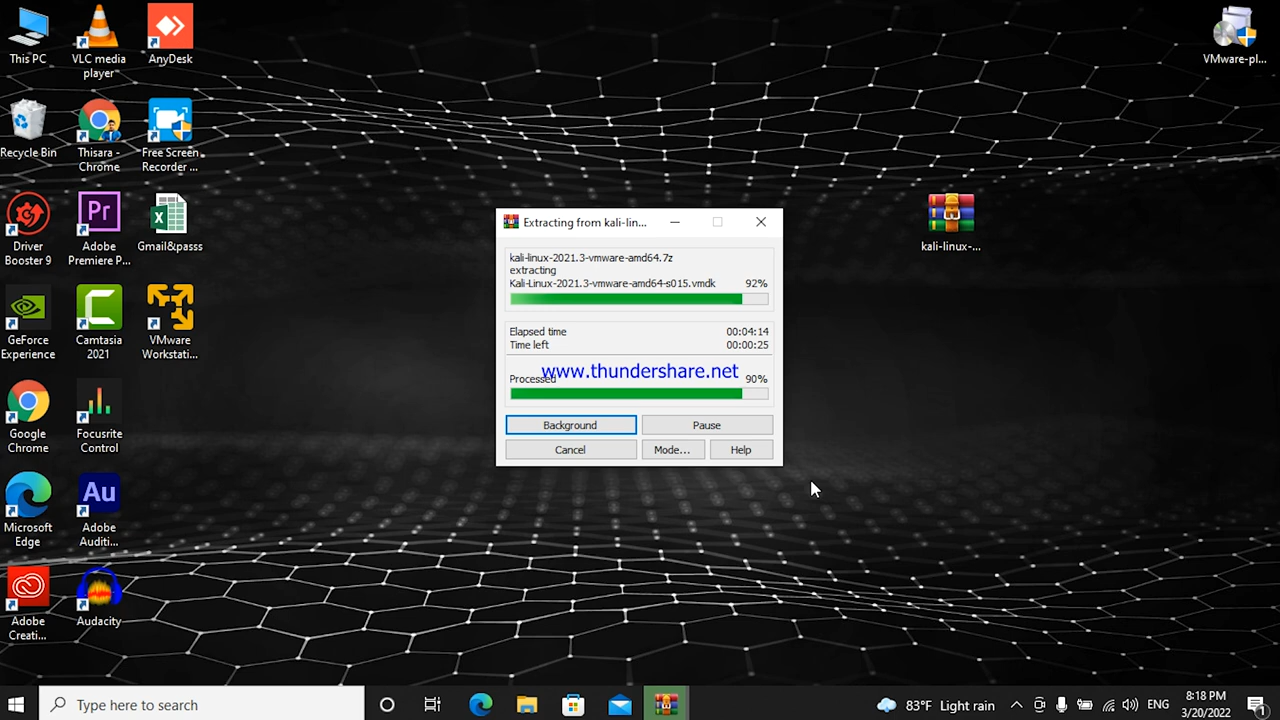 This PC
VLC media
player
AnyDesk
VMware-pl...
Recycle Bin
Thisara -
Chrome
Free Screen
Recorder ...
Driver
Booster 9
Pr
Adobe
Premiere P...
Gmail&passs
kali-linux-...
GeForce
Experience
Camtasia
2021
VMware
Workstati...
Google
Chrome
Focusrite
Control
Microsoft
Edge
Au
Adobe
Auditi...
Adobe
Creati...
Audacity
Extracting from kali-lin...
kali-linux-2021.3-vmware-amd64.7z
extracting
Kali-Linux-2021.3-vmware-amd64-s015.vmdk 92%
Elapsed time 00:04:14
Time left 00:00:25
www.thundershare.net
Processed 90%
Background Pause
Cancel Mode... Help
Type here to search
83°F Light rain
ENG
8:18 PM
3/20/2022
1